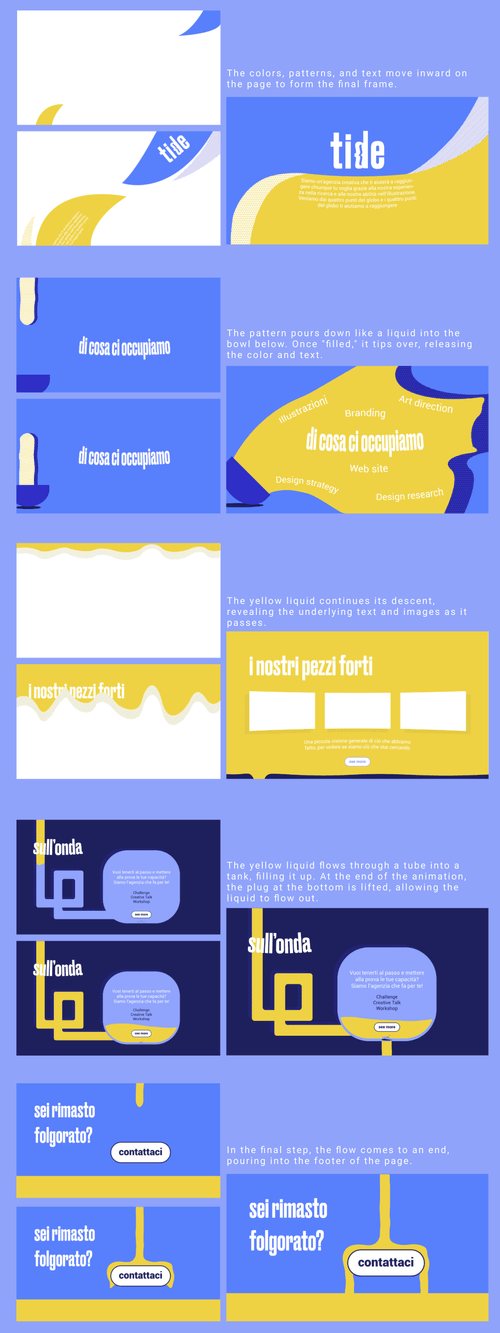 The colors, patterns, and text move inward on
the page to form the final frame.
tide
tide
Siamo un'agenzia creativa che ti aiuterà a raggiun-
The pattern pours down like a liquid into the
bowl below. Once "filled," it tips over, releasing
the color and text.
di cosa ci occupiamo
di cosa ci occupiamo
Illustrazioni
Branding
Art direction
di cosa ci occupiamo
Web site
Design strategy
Design research
The yellow liquid continues its descent,
revealing the underlying text and images as it
passes.
i nostri pezzi forti
i nostri pezzi forti
see more
The yellow liquid flows through a tube into a
tank, filling it up. At the end of the animation,
the plug at the bottom is lifted, allowing the
liquid to flow out.
sull'onda
Vuoi tenerti al passo e mettere
alla prova le tue capacità?
Siamo l'agenzia che fa per te!
Challenge
Creative Talk
Workshop
see more
sull'onda
Vuoi tenerti al passo e mettere
alla prova le tue capacità?
Siamo l'agenzia che fa per te!
Challenge
Creative Talk
Workshop
see more
sull'onda
Vuoi tenerti al passo e mettere
alla prova le tue capacità?
Siamo l'agenzia che fa per te!
Challenge
Creative Talk
Workshop
see more
In the final step, the flow comes to an end,
pouring into the footer of the page.
sei rimasto
folgorato?
contattaci
sei rimasto
folgorato?
contattaci
sei rimasto
folgorato?
contattaci